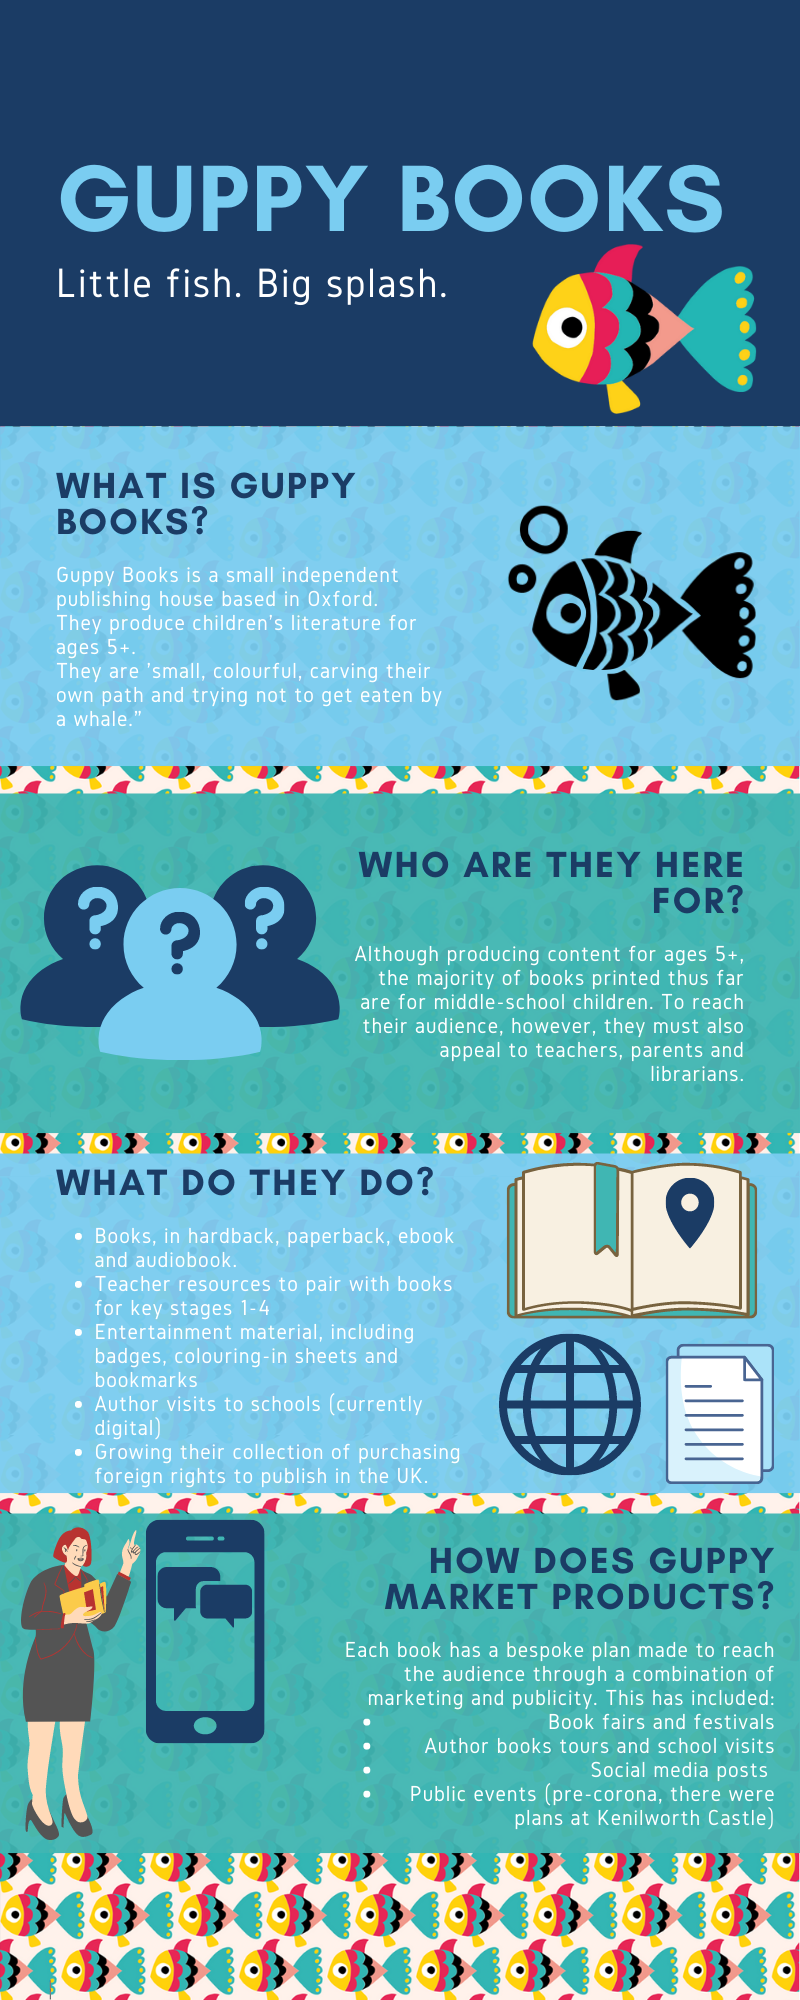 GUPPY BOOKS
Little fish. Big splash.
WHAT IS GUPPY
BOOKS?
Guppy Books is a small independent
publishing house based in Oxford.
They produce children's literature for
ages 5+.
They are 'small, colourful, carving their
own path and trying not to get eaten by
a whale.”
WHO ARE THEY HERE
FOR?
Although producing content for ages 5+,
the majority of books printed thus far
are for middle-school children. To reach
their audience, however, they must also
appeal to teachers, parents and
librarians.
? ? ?
WHAT DO THEY DO?
• Books, in hardback, paperback, ebook
and audiobook.
• Teacher resources to pair with books
for key stages 1-4
• Entertainment material, including
badges, colouring-in sheets and
bookmarks
• Author visits to schools (currently
digital)
• Growing their collection of purchasing
foreign rights to publish in the UK.
HOW DOES GUPPY
MARKET PRODUCTS?
Each book has a bespoke plan made to reach
the audience through a combination of
marketing and publicity. This has included:
• Book fairs and festivals
• Author books tours and school visits
• Social media posts
• Public events (pre-corona, there were
plans at Kenilworth Castle)